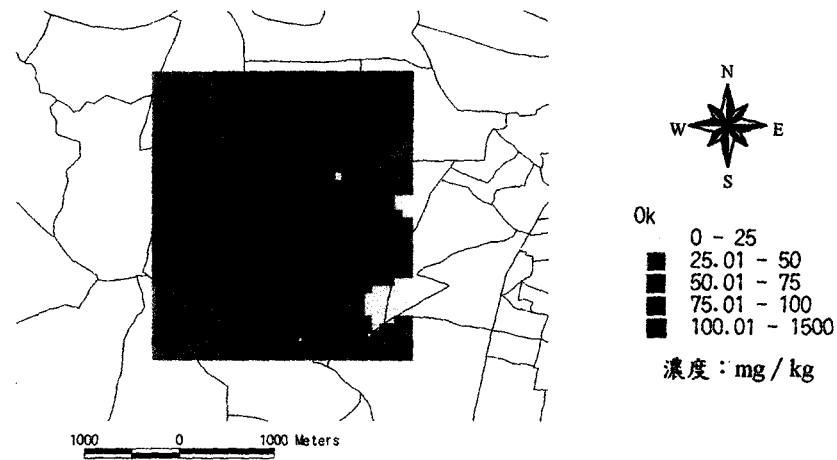 N
W E
S
Ok
0 - 25
25.01 - 50
50.01 - 75
75.01 - 100
100.01 - 1500
濃度：mg / kg
1000 0 1000 Meters